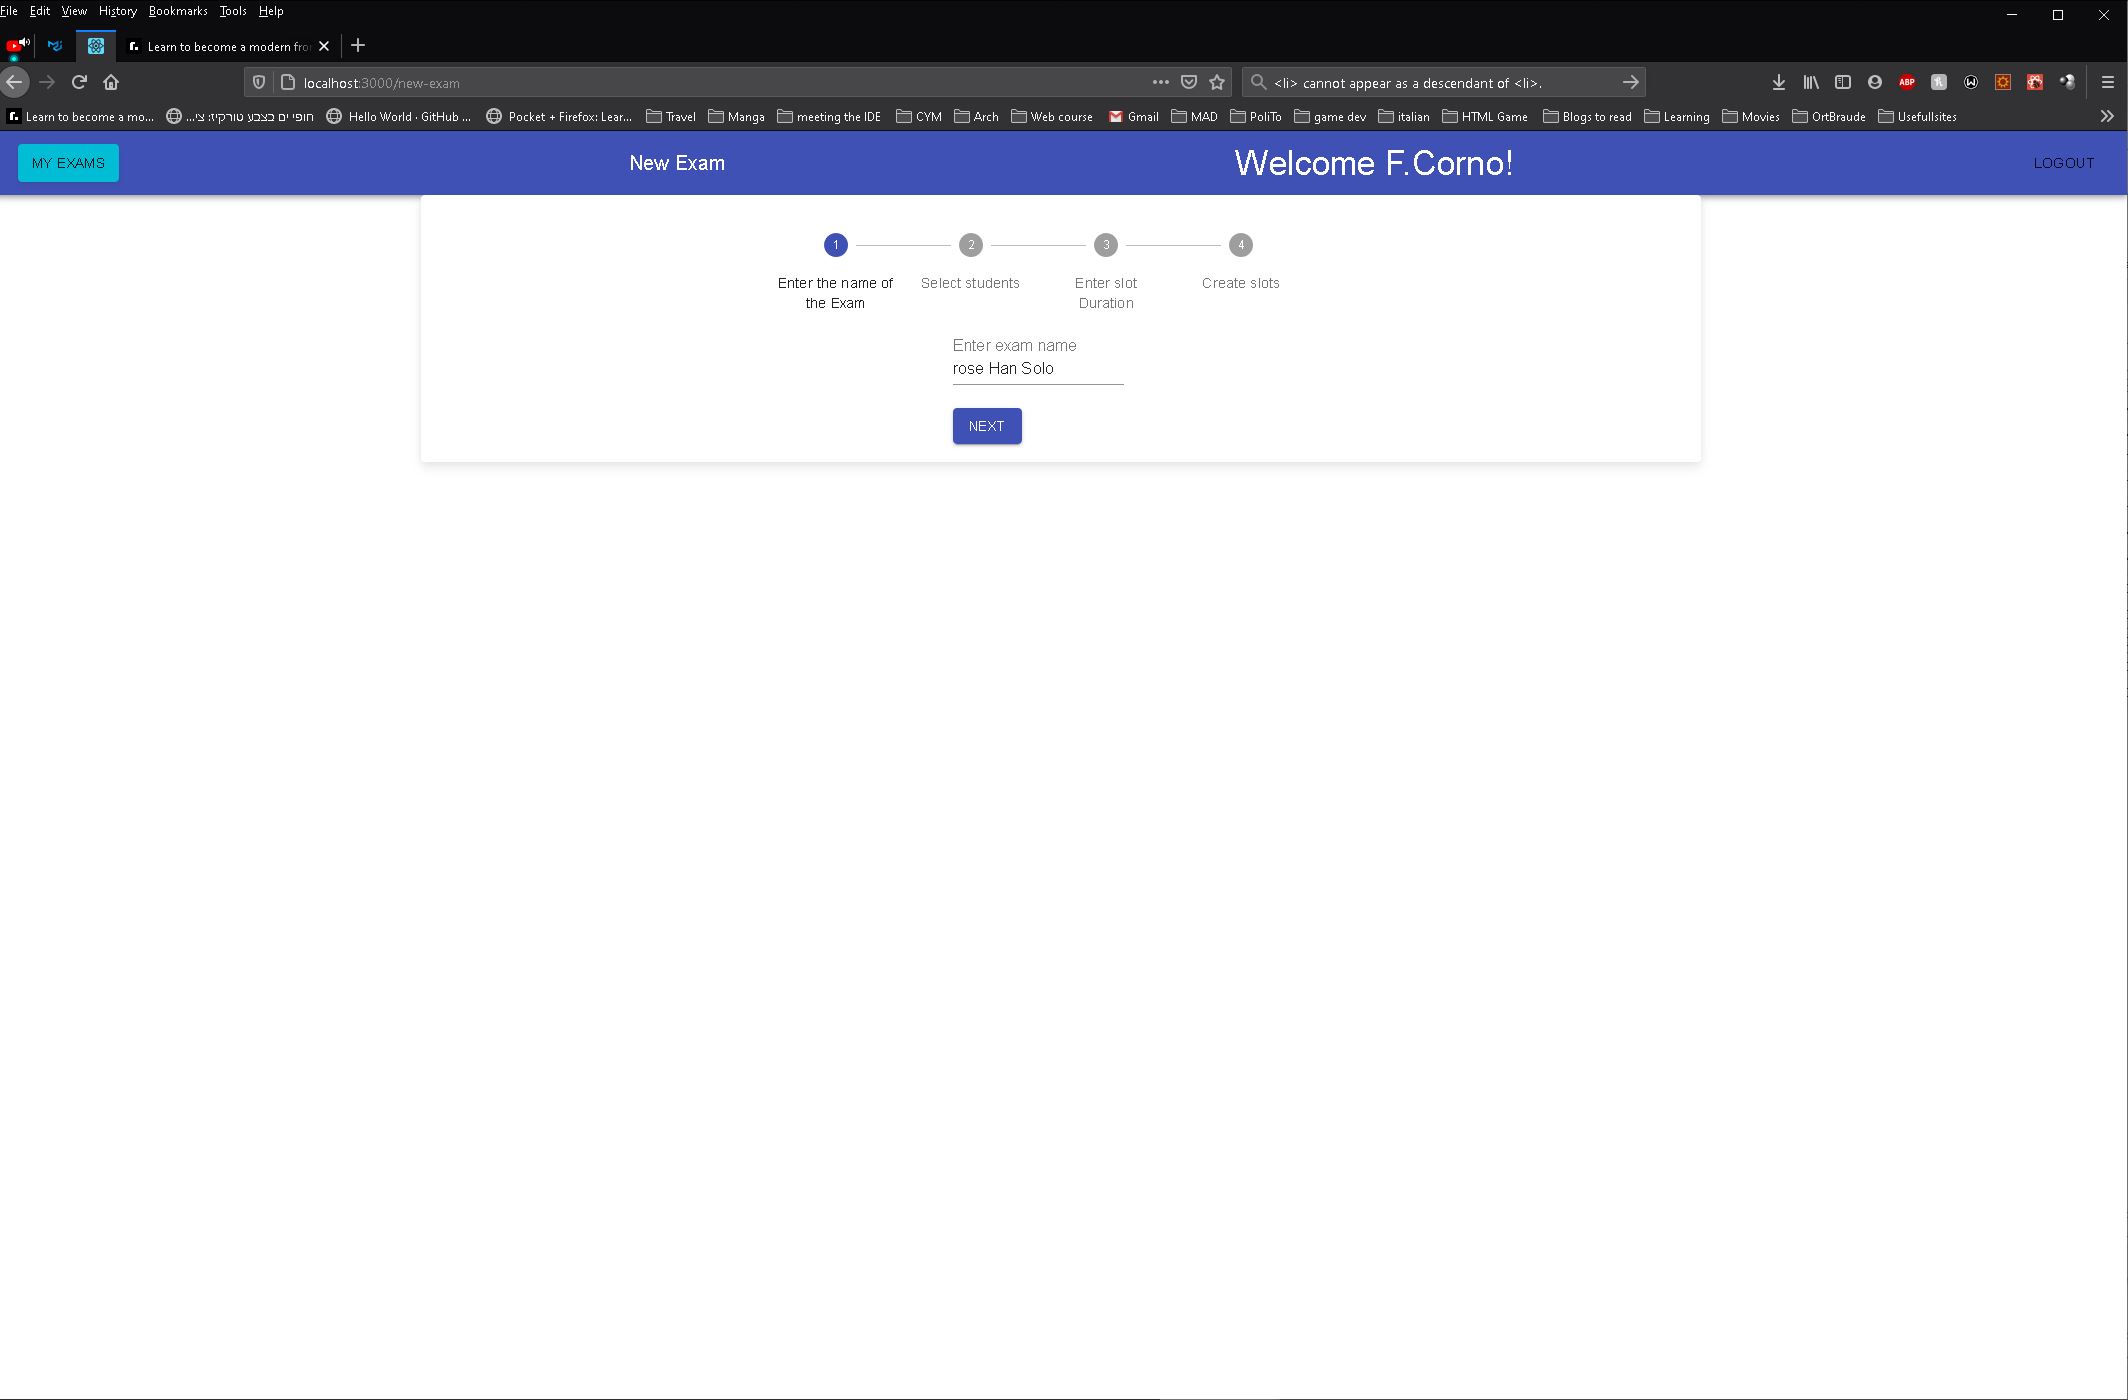 File Edit View History Bookmarks Tools Help
Learn to become a modern fro
localhost:3000/new-exam
<li> cannot appear as a descendant of <li>.
ABP
Learn to become a mo... חופי ים בצבע טורקיז: צי... Hello World · GitHub ... Pocket + Firefox: Lear... Travel Manga meeting the IDE CYM Arch Web course Gmail MAD PoliTo game dev italian HTML Game Blogs to read Learning Movies OrtBraude Usefullsites
MY EXAMS New Exam Welcome F.Corno! LOGOUT
1 2 3 4
Enter the name of the Exam
Select students
Enter slot Duration
Create slots
Enter exam name
rose Han Solo
NEXT